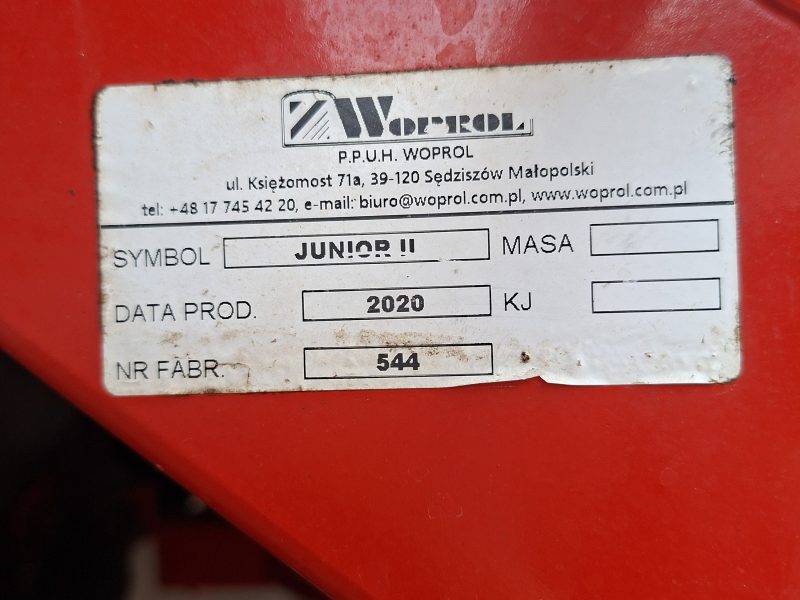 WOPROL
P.P.U.H. WOPROL
ul. Księżomost 71a, 39-120 Sędziszów Małopolski
tel: +48 17 745 42 20, e-mail: biuro@woprol.com.pl, www.woprol.com.pl
SYMBOL JUNIOR II MASA
DATA PROD. 2020 KJ
NR FABR. 544